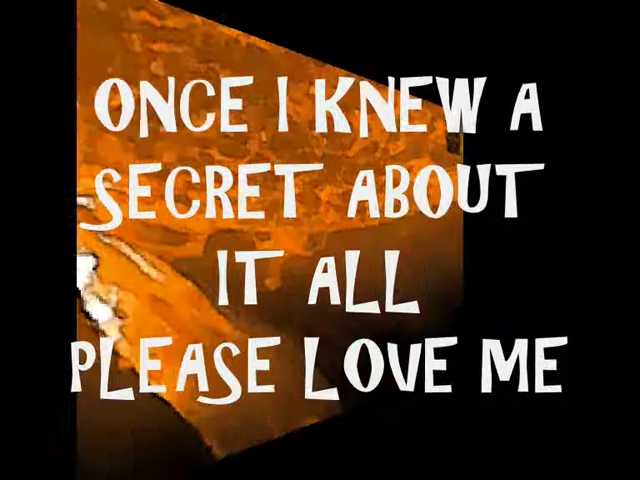 ONCE I KNEW A
SECRET ABOUT
IT ALL
PLEASE LOVE ME